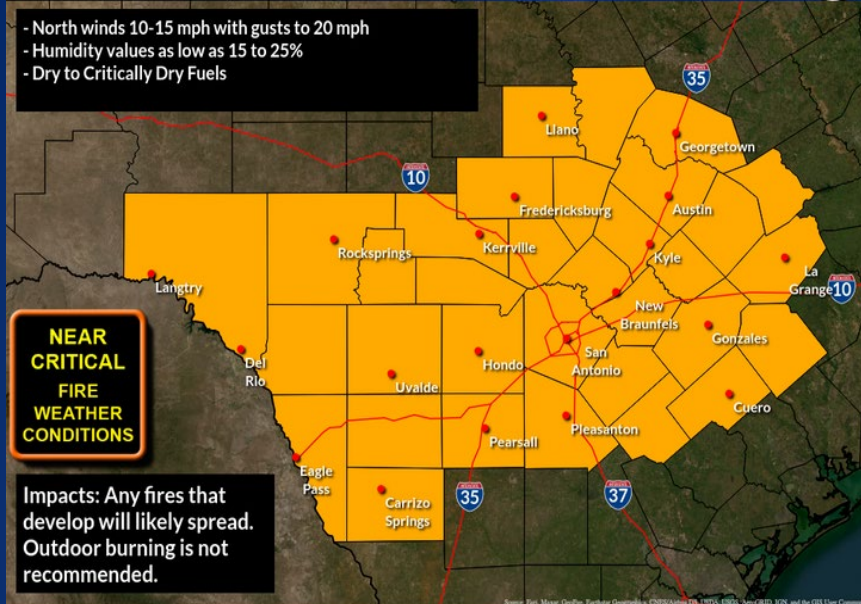 - North winds 10-15 mph with gusts to 20 mph
- Humidity values as low as 15 to 25%
- Dry to Critically Dry Fuels
35
Llano
Georgetown
10
Fredericksburg
Austin
Rocksprings
Kerrville
Kyle
La
Grange
10
Langtry
New
Braunfels
NEAR
CRITICAL
FIRE
WEATHER
CONDITIONS
Del
Rio
Uvalde
Hondo
San
Antonio
Gonzales
Cuero
Pearsall
Pleasanton
Eagle
Pass
Carrizo
Springs
35
37
Impacts: Any fires that
develop will likely spread.
Outdoor burning is not
recommended.